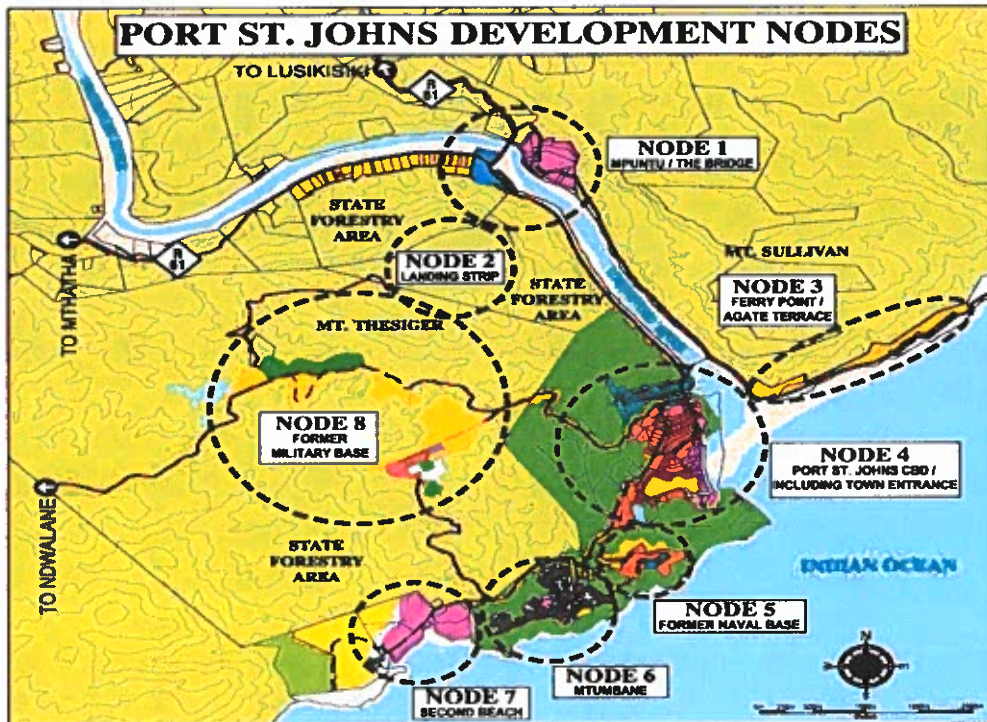 PORT ST. JOHNS DEVELOPMENT NODES
TO LUSIKISIKI
R
61
NODE 1
MPUNTU / THE BRIDGE
STATE
FORESTRY
AREA
NODE 2
LANDING STRIP
MT. SULLIVAN
R
61
TO MTHATHA
STATE
FORESTRY
AREA
NODE 3
FERRY POINT /
AGATE TERRACE
MT. THESIGER
NODE 8
FORMER
MILITARY BASE
NODE 4
PORT ST. JOHNS CBD /
INCLUDING TOWN ENTRANCE
TO NDWALANE
STATE
FORESTRY
AREA
INDIAN OCEAN
NODE 5
FORMER NAVAL BASE
N
NODE 6
MTUMBANE
NODE 7
SECOND BEACH